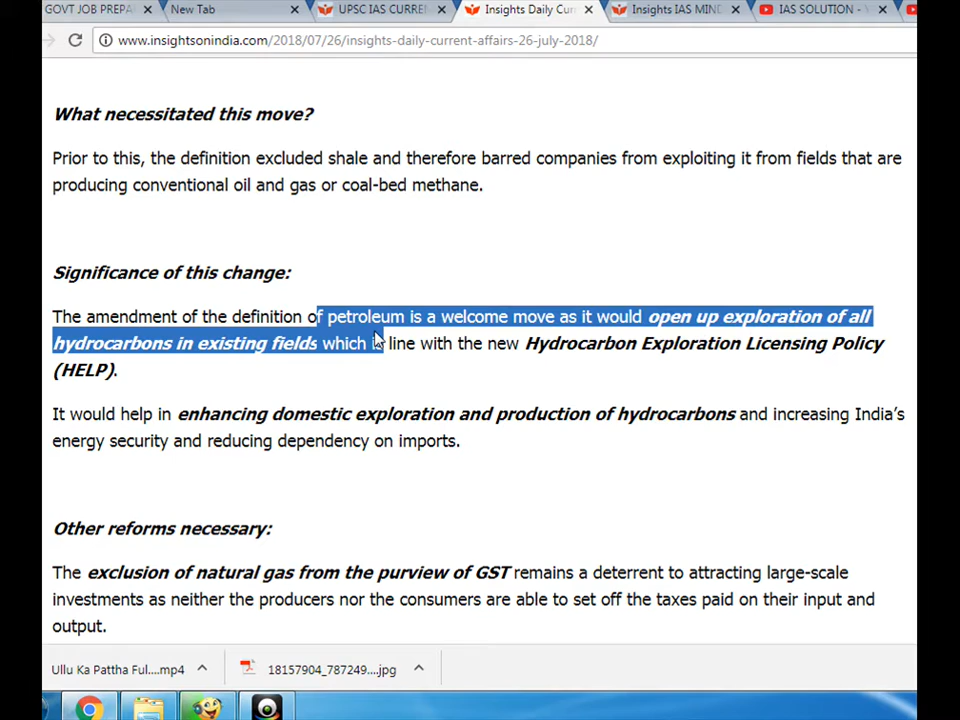 GOVT JOB PREPA
New Tab
UPSC IAS CURREN
Insights Daily Cur
Insights IAS MIND
IAS SOLUTION - Y
www.insightsonindia.com/2018/07/26/insights-daily-current-affairs-26-july-2018/
What necessitated this move?
Prior to this, the definition excluded shale and therefore barred companies from exploiting it from fields that are
producing conventional oil and gas or coal-bed methane.
Significance of this change:
The amendment of the definition of petroleum is a welcome move as it would open up exploration of all
hydrocarbons in existing fields which is line with the new Hydrocarbon Exploration Licensing Policy
(HELP).
It would help in enhancing domestic exploration and production of hydrocarbons and increasing India’s
energy security and reducing dependency on imports.
Other reforms necessary:
The exclusion of natural gas from the purview of GST remains a deterrent to attracting large-scale
investments as neither the producers nor the consumers are able to set off the taxes paid on their input and
output.
Ullu Ka Pattha Ful....mp4
18157904_787249....jpg